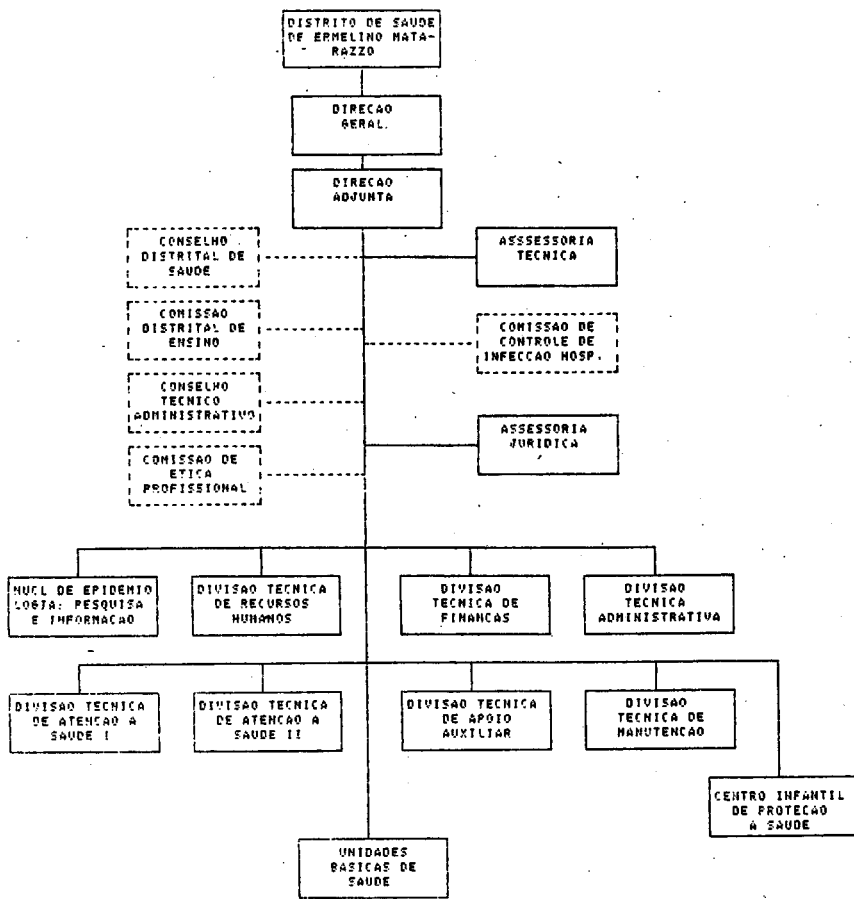 DISTRITO DE SAUDE
DE ERMELINO MATA-
RAZZO
DIRECAO
GERAL.
DIRECAO
ADJUNTA
CONSELHO
DISTRITAL DE
SAUDE
ASSSESSORIA
TECNICA
COMISSAO
DISTRITAL DE
ENSINO
COMISSAO DE
CONTROLE DE
INFECCAO HOSP.
CONSELHO
TECNICO
ADMINISTRATIVO
ASSESSORIA
JURIDICA
COMISSAO DE
ETICA
PROFISSIONAL
NUCL DE EPIDEMIO
LOGIA: PESQUISA
E INFORMACAO
DIVISAO TECNICA
DE RECURSOS
HUMANOS
DIVISAO
TECNICA DE
FINANCAS
DIVISAO
TECNICA
ADMINISTRATIVA
DIVISAO TECNICA
DE ATENCAO A
SAUDE I
DIVISAO TECNICA
DE ATENCAO A
SAUDE II
DIVISAO TECNICA
DE APOIO
AUXILIAR
DIVISAO
TECNICA DE
MANUTENCAO
CENTRO INFANTIL
DE PROTECAO
A SAUDE
UNIDADES
BASICAS DE
SAUDE